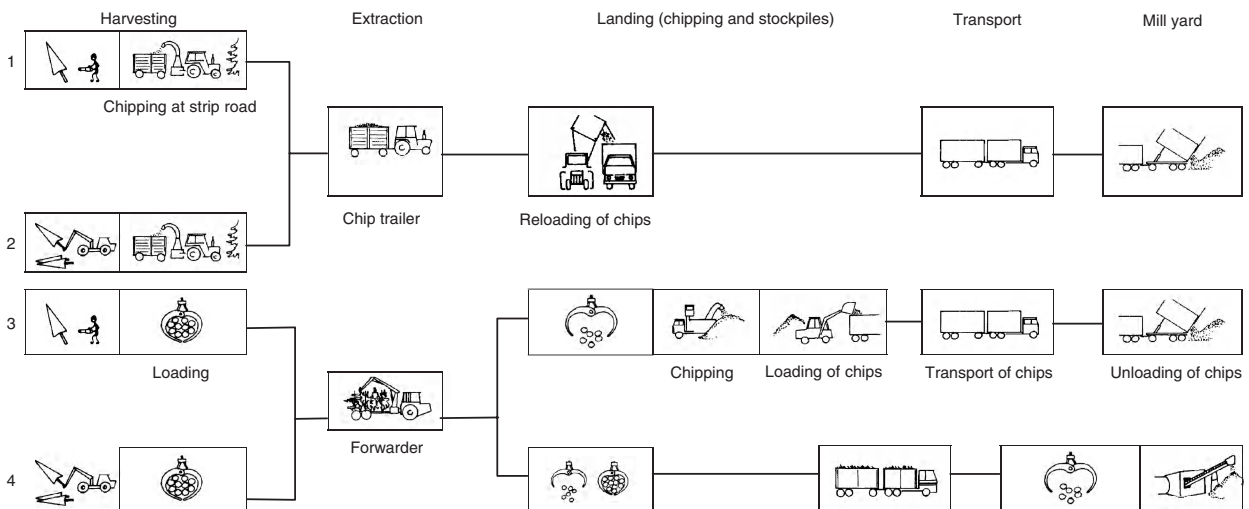 Harvesting Extraction Landing (chipping and stockpiles) Transport Mill yard
1
Chipping at strip road
Chip trailer Reloading of chips
2
3
Loading Chipping Loading of chips Transport of chips Unloading of chips
Forwarder
4